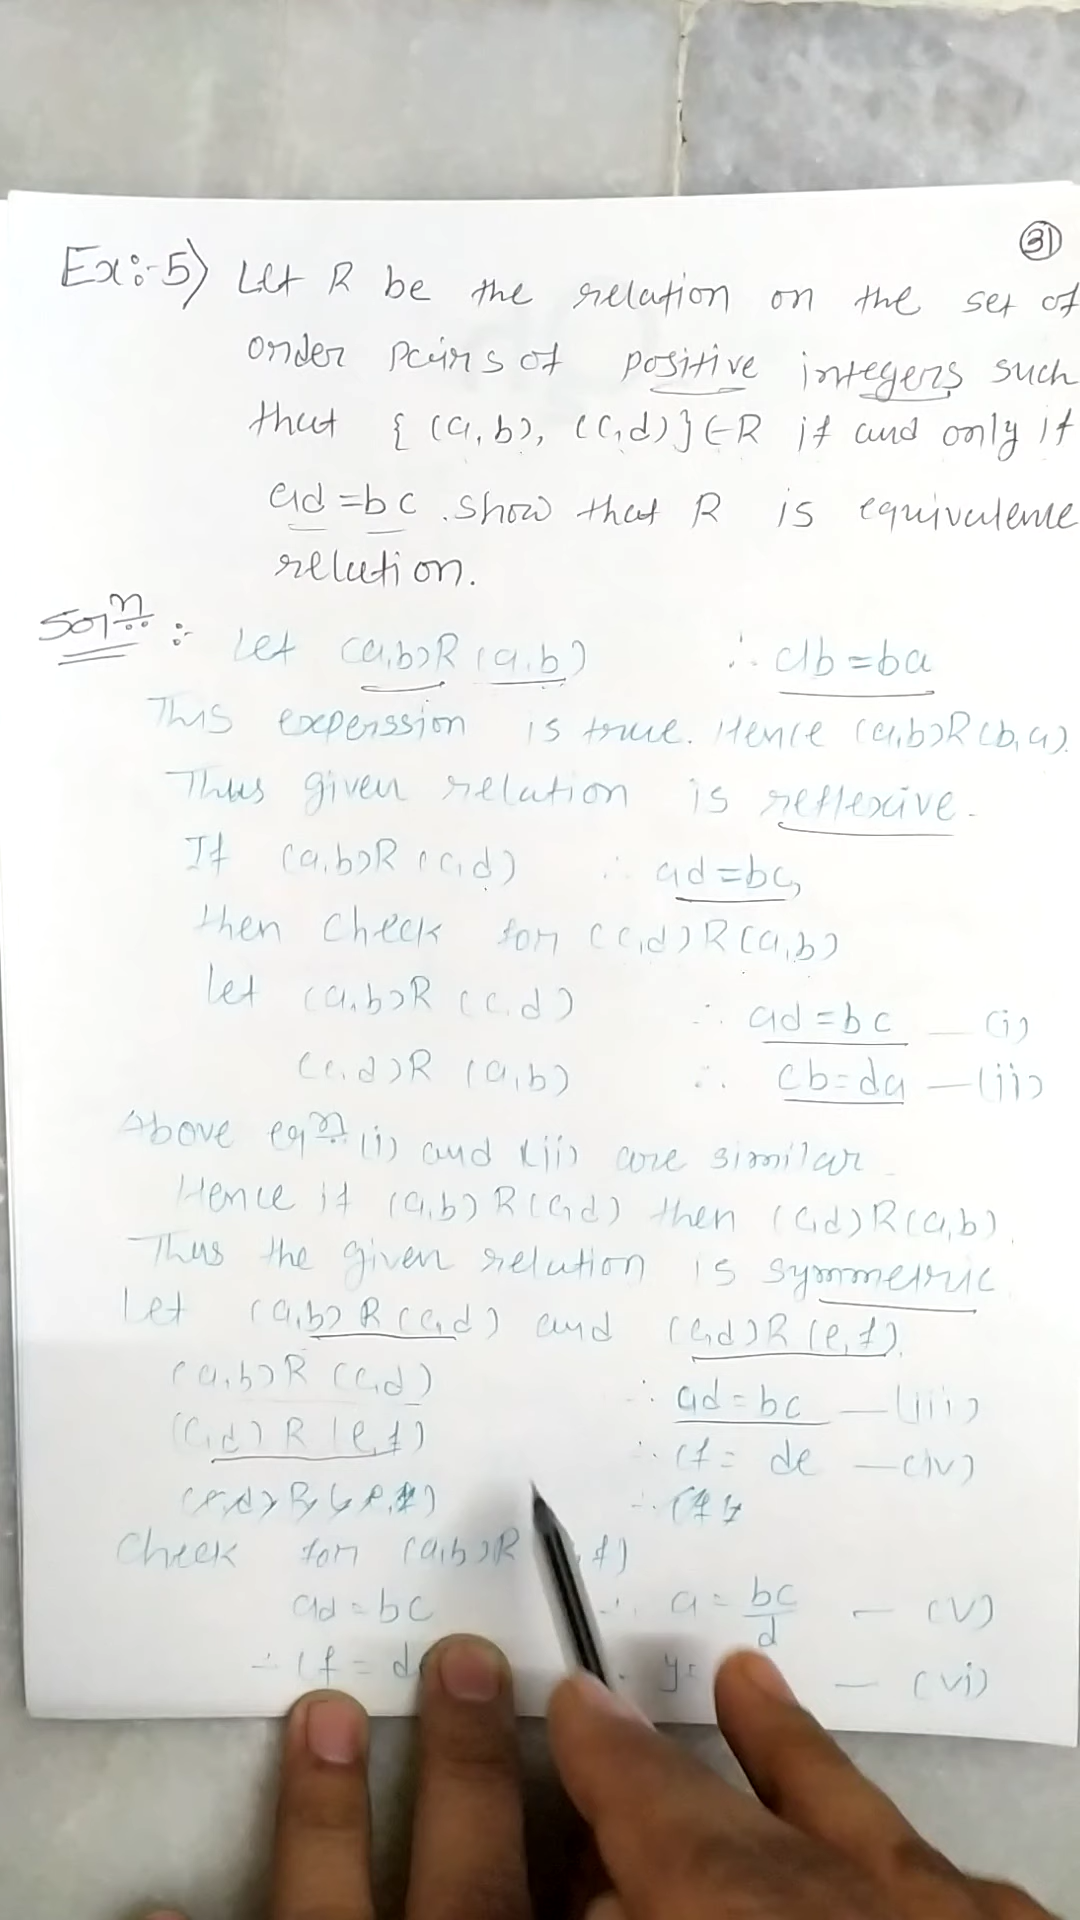 31
Ex:-5) Let R be the relation on the set of
order pairs of positive integers such
that { (a,b), (c,d)} ∈ R if and only if
ad = bc . show that R is equivalence
relation.
Solⁿ :
Let (a,b)R (a,b) ∴ ab = ba
This experssion is true. Hence (a,b)R(b,a).
Thus given relation is reflexive.
If (a,b)R (c,d) ∴ ad = bc,
then check for (c,d)R(a,b)
Let (a,b)R (c,d) ∴ ad = bc — (i)
(c,d)R (a,b) ∴ cb = da — (ii)
Above eqⁿ (i) and (ii) are similar.
Hence if (a,b) R(c,d) then (c,d)R(a,b).
Thus the given relation is symmetric
Let (a,b) R (c,d) and (c,d)R (e,f).
(a,b)R (c,d) ∴ ad = bc — (iii)
(c,d) R (e,f) ∴ cf = de — (iv)
Check for (a,b)R f)
ad = bc ∴ a = bc/d — (v)
∴ cf = d y = — (vi)